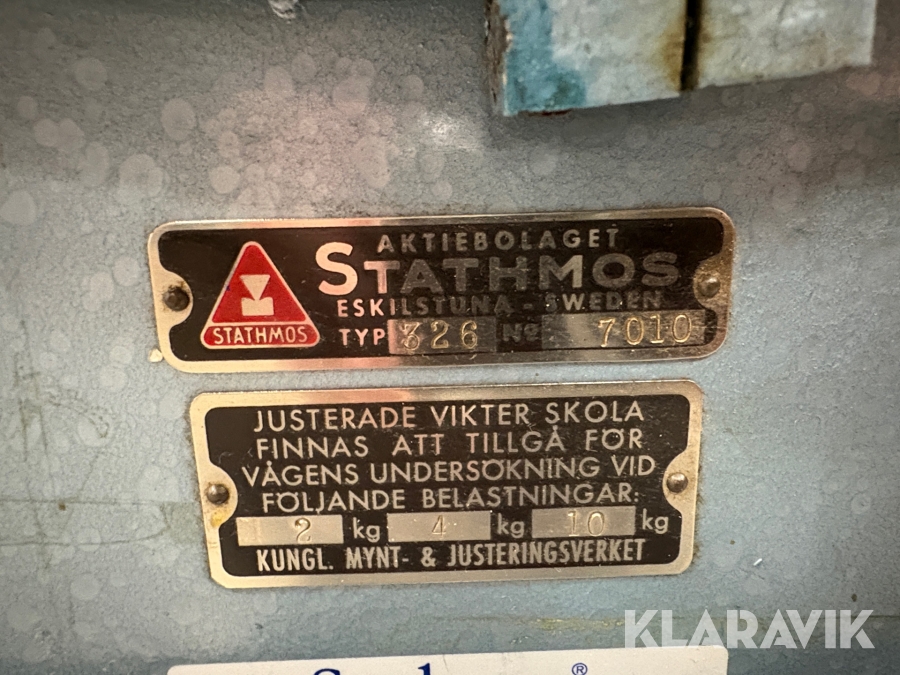 AKTIEBOLAGET
STATHMOS
ESKILSTUNA - SWEDEN
TYP 326 No 7010
STATHMOS
JUSTERADE VIKTER SKOLA
FINNAS ATT TILLGÅ FÖR
VÅGENS UNDERSÖKNING VID
FÖLJANDE BELASTNINGAR:
2 kg 4 kg 10 kg
KUNGL. MYNT- & JUSTERINGSVERKET
KLARAVIK